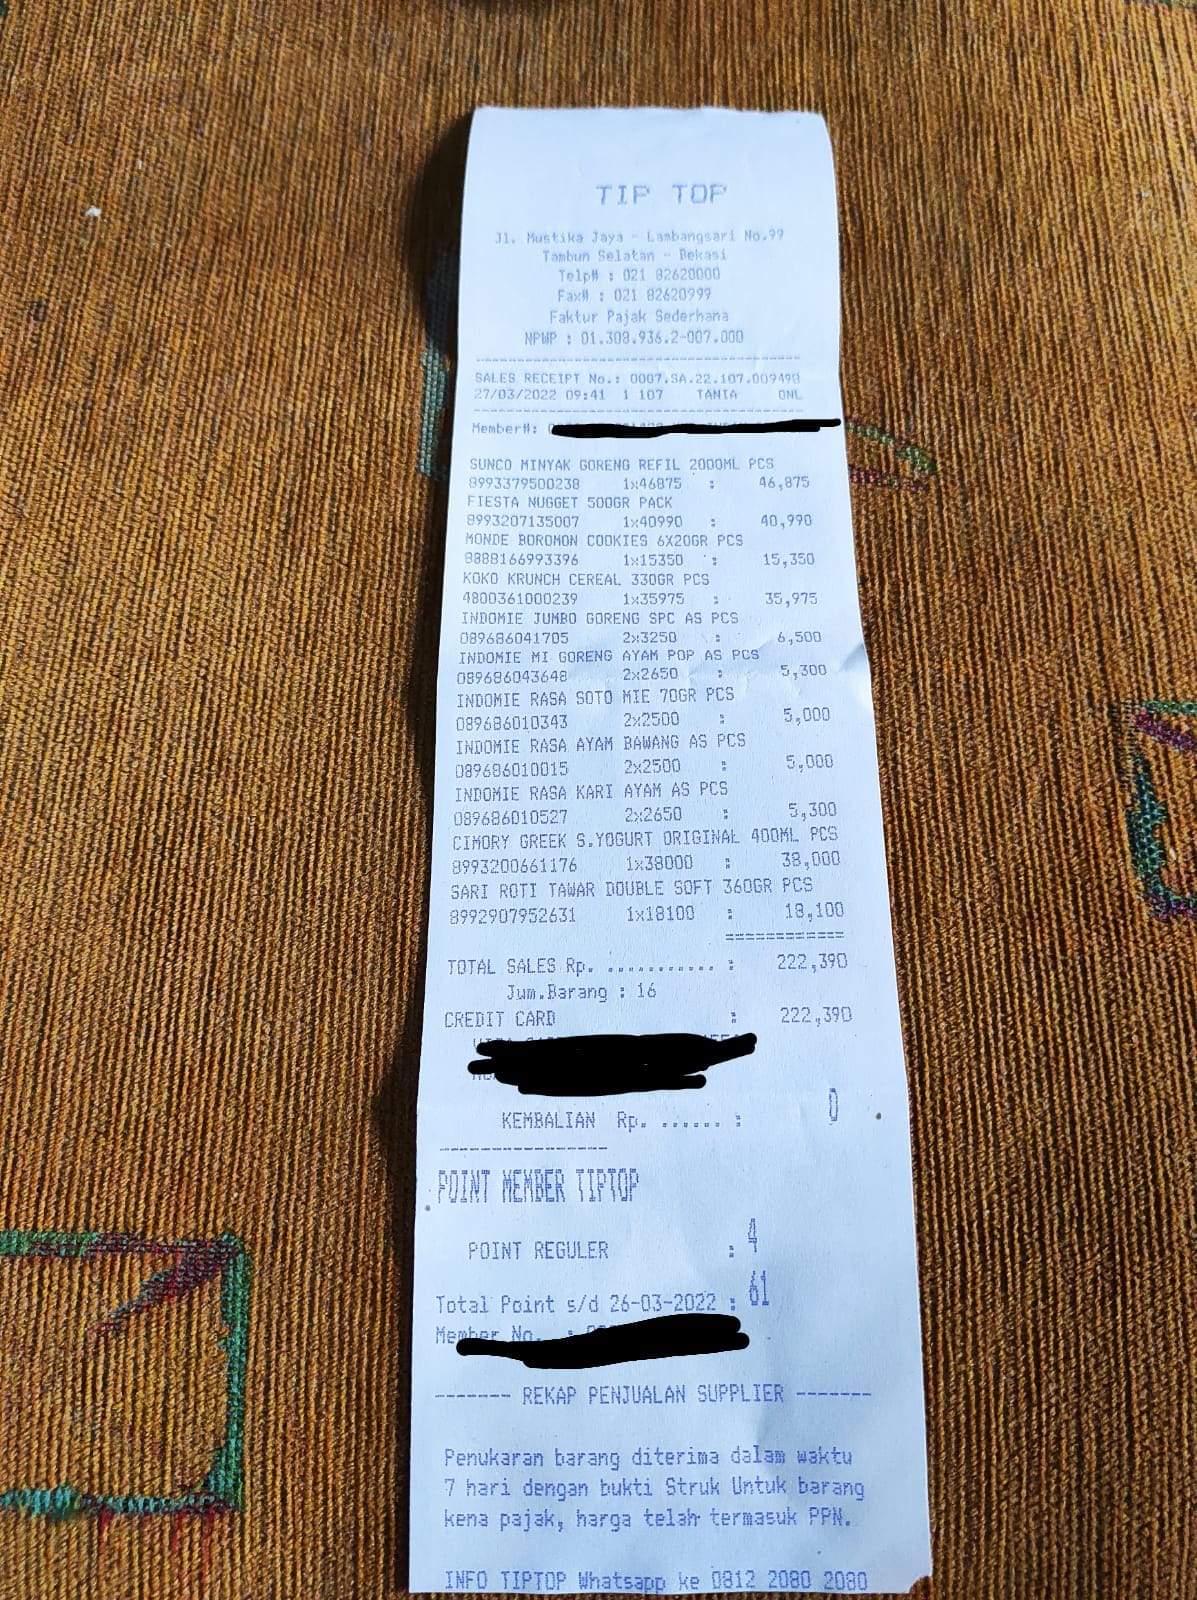 TIP TOP
Jl. Mustika Jaya - Lambangsari No.99
Tambun Selatan - Bekasi
Telp# : 021 82620000
Fax# : 021 82620999
Faktur Pajak Sederhana
NPWP : 01.308.936.2-007.000
SALES RECEIPT No.: 0007.SA.22.107.009490
27/03/2022 09:41 1 107 TANIA ONL
Member#:
SUNCO MINYAK GORENG REFIL 2000ML PCS
8993379500238 1x46875 : 46,875
FIESTA NUGGET 500GR PACK
8993207135007 1x40990 : 40,990
MONDE BOROMON COOKIES 6X20GR PCS
8888166993396 1x15350 : 15,350
KOKO KRUNCH CEREAL 330GR PCS
4800361000239 1x35975 : 35,975
INDOMIE JUMBO GORENG SPC AS PCS
089686041705 2x3250 : 6,500
INDOMIE MI GORENG AYAM POP AS PCS
089686043648 2x2650 : 5,300
INDOMIE RASA SOTO MIE 70GR PCS
089686010343 2x2500 : 5,000
INDOMIE RASA AYAM BAWANG AS PCS
089686010015 2x2500 : 5,000
INDOMIE RASA KARI AYAM AS PCS
089686010527 2x2650 : 5,300
CIMORY GREEK S.YOGURT ORIGINAL 400ML PCS
8993200661176 1x38000 : 38,000
SARI ROTI TAWAR DOUBLE SOFT 360GR PCS
8992907952631 1x18100 : 18,100
============
TOTAL SALES Rp. ............ : 222,390
Jum.Barang : 16
CREDIT CARD : 222,390
KEMBALIAN Rp. ...... : 0
POINT MEMBER TIPTOP
POINT REGULER : 4
Total Point s/d 26-03-2022 : 61
Member No. :
------- REKAP PENJUALAN SUPPLIER -------
Penukaran barang diterima dalam waktu
7 hari dengan bukti Struk Untuk barang
kena pajak, harga telah termasuk PPN.
INFO TIPTOP Whatsapp ke 0812 2080 2080